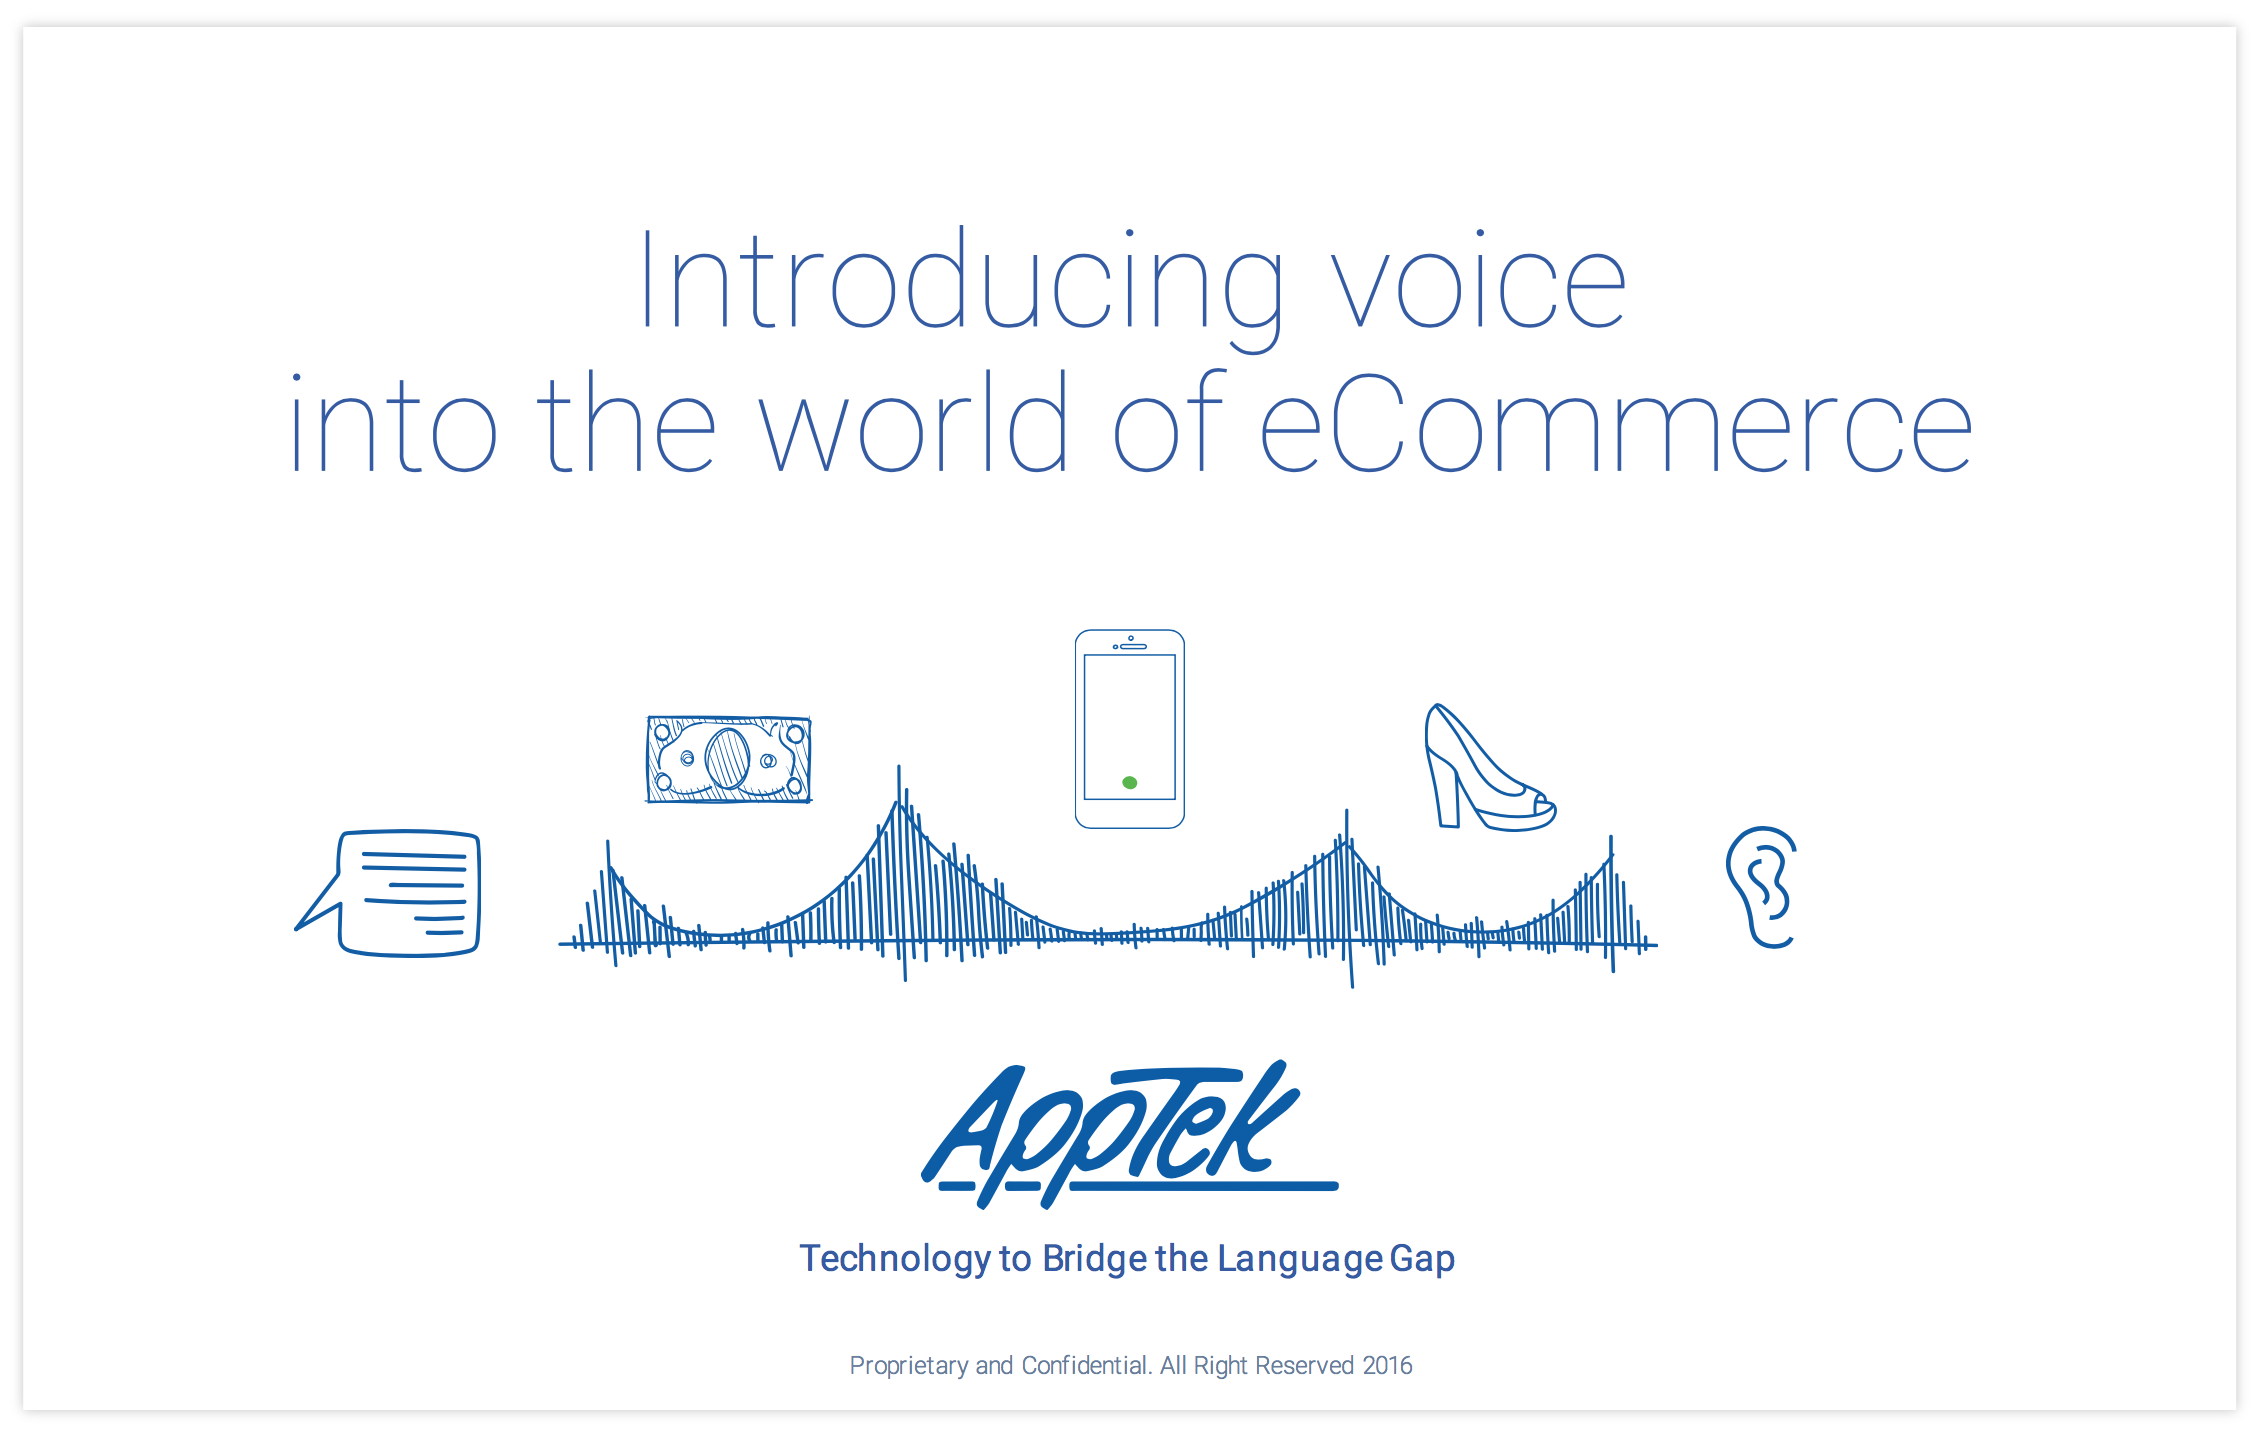 Introducing voice
into the world of eCommerce
AppTek
Technology to Bridge the Language Gap
Proprietary and Confidential. All Right Reserved 2016